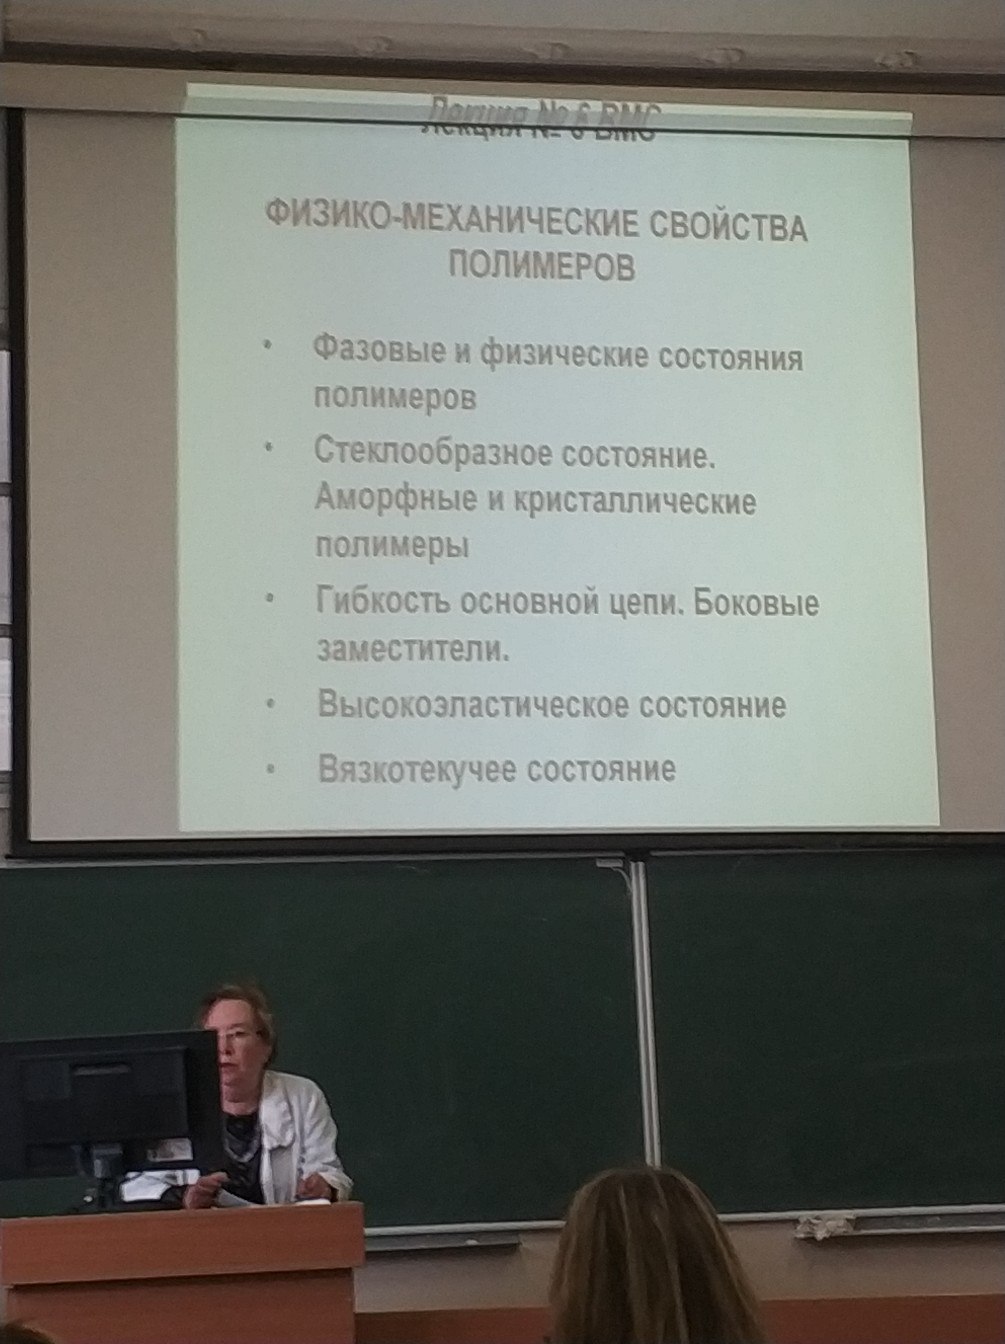 Лекция № 6 ВМС
ФИЗИКО-МЕХАНИЧЕСКИЕ СВОЙСТВА
ПОЛИМЕРОВ
• Фазовые и физические состояния
полимеров
• Стеклообразное состояние.
Аморфные и кристаллические
полимеры
• Гибкость основной цепи. Боковые
заместители.
• Высокоэластическое состояние
• Вязкотекучее состояние